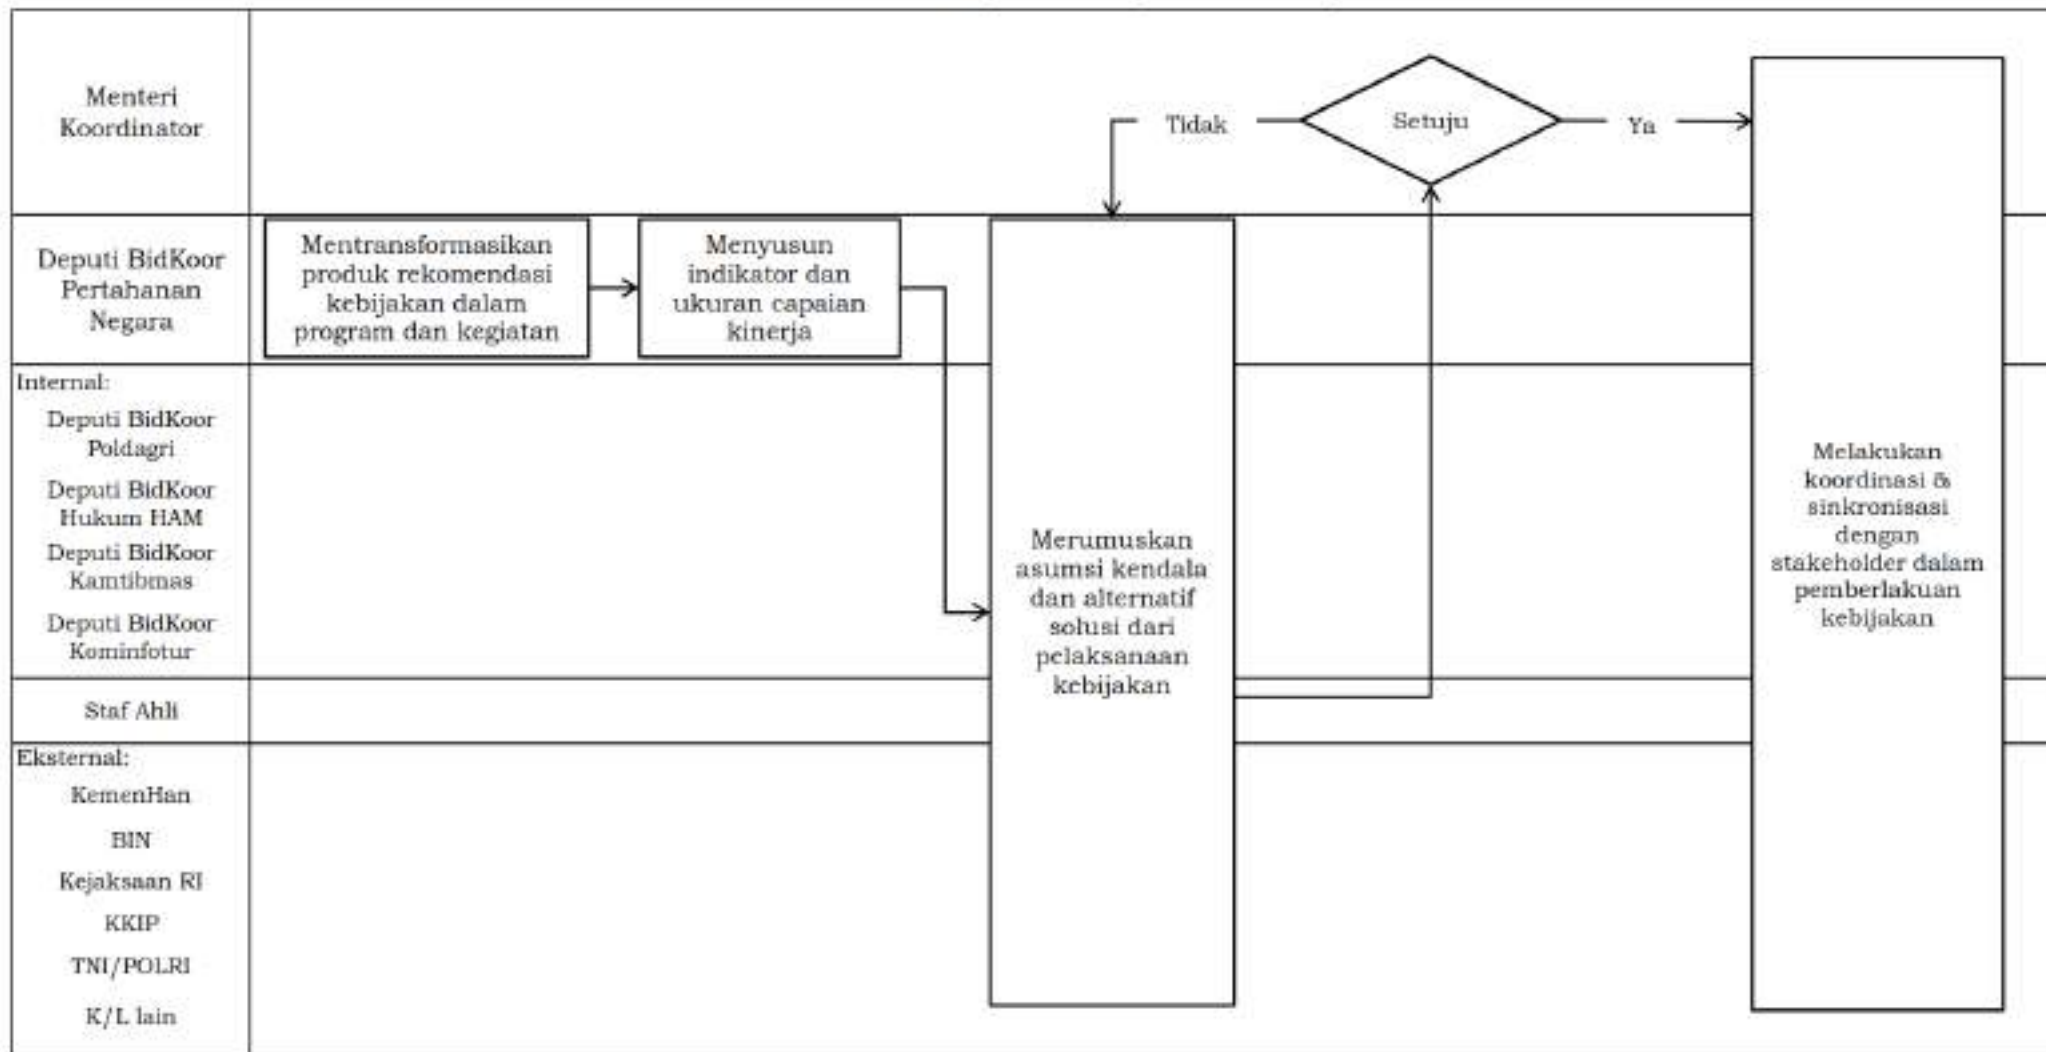 Menteri
Koordinator
Tidak
Setuju
Ya
Deputi BidKoor
Pertahanan
Negara
Mentransformasikan
produk rekomendasi
kebijakan dalam
program dan kegiatan
Menyusun
indikator dan
ukuran capaian
kinerja
Internal:
Deputi BidKoor
Poldagri
Deputi BidKoor
Hukum HAM
Deputi BidKoor
Kamtibmas
Deputi BidKoor
Kominfotur
Merumuskan
asumsi kendala
dan alternatif
solusi dari
pelaksanaan
kebijakan
Melakukan
koordinasi &
sinkronisasi
dengan
stakeholder dalam
pemberlakuan
kebijakan
Staf Ahli
Eksternal:
KemenHan
BIN
Kejaksaan RI
KKIP
TNI/POLRI
K/L lain